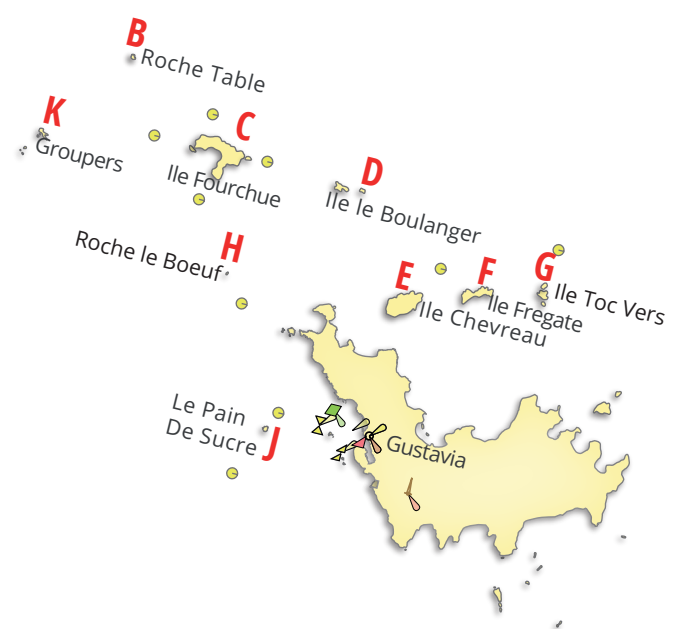 B
Roche Table
K
Groupers
C
Ile Fourchue
D
Ile le Boulanger
H
Roche le Boeuf
E
Ile Chevreau
F
Ile Fregate
G
Ile Toc Vers
Le Pain
De Sucre
J
Gustavia